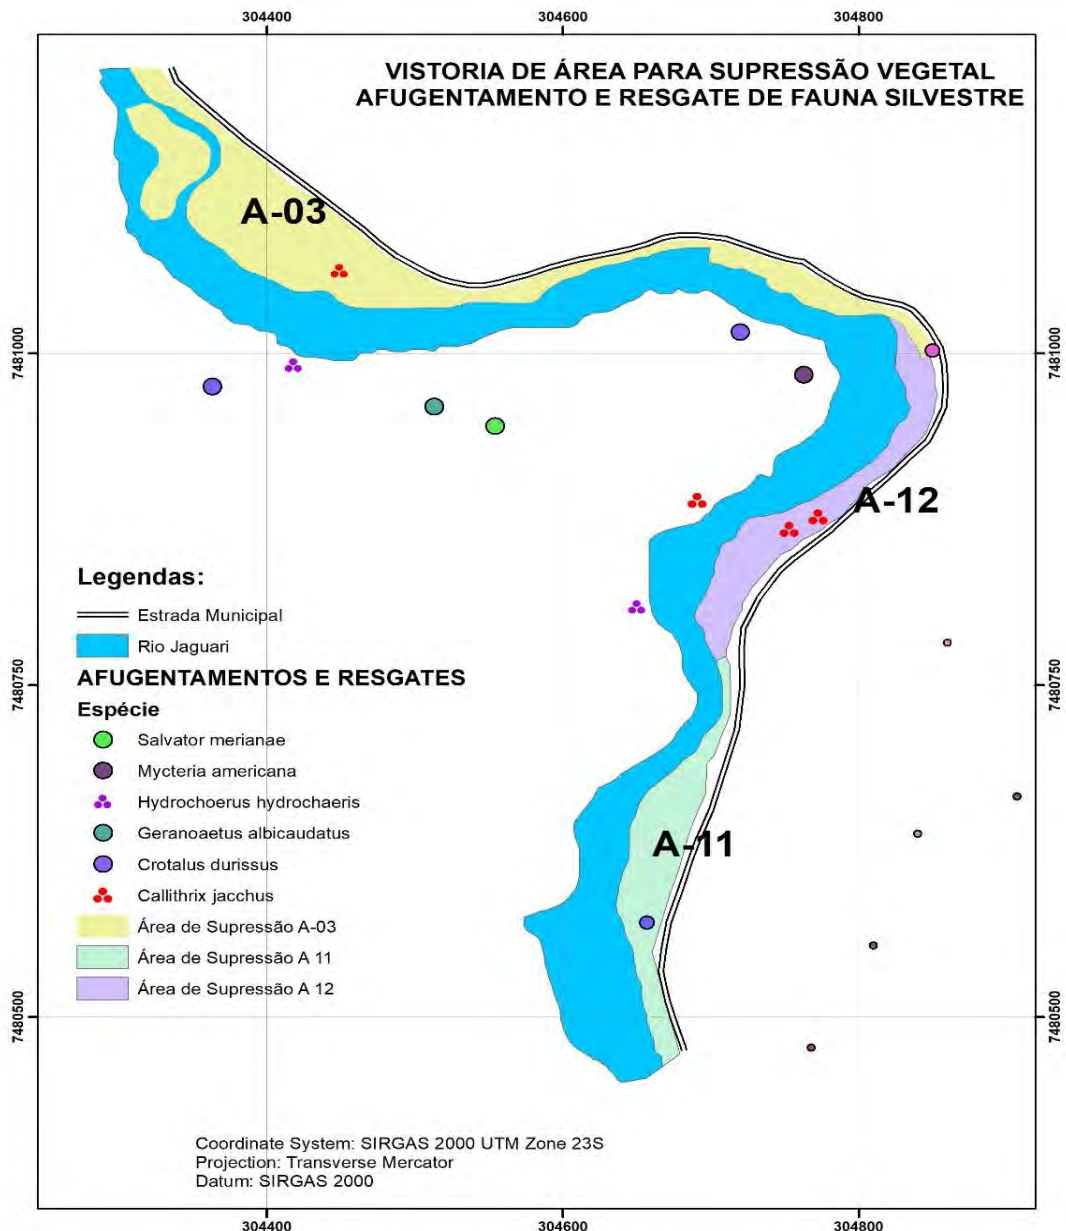 304400
304600
304800
VISTORIA DE ÁREA PARA SUPRESSÃO VEGETAL
AFUGENTAMENTO E RESGATE DE FAUNA SILVESTRE
A-03
7481000
7481000
A-12
Legendas:
Estrada Municipal
Rio Jaguari
AFUGENTAMENTOS E RESGATES
7480750
7480750
Espécie
Salvator merianae
Mycteria americana
Hydrochoerus hydrochaeris
Geranoaetus albicaudatus
A-11
Crotalus durissus
Callithrix jacchus
Área de Supressão A-03
Área de Supressão A 11
Área de Supressão A 12
7480500
7480500
Coordinate System: SIRGAS 2000 UTM Zone 23S
Projection: Transverse Mercator
Datum: SIRGAS 2000
304400
304600
304800